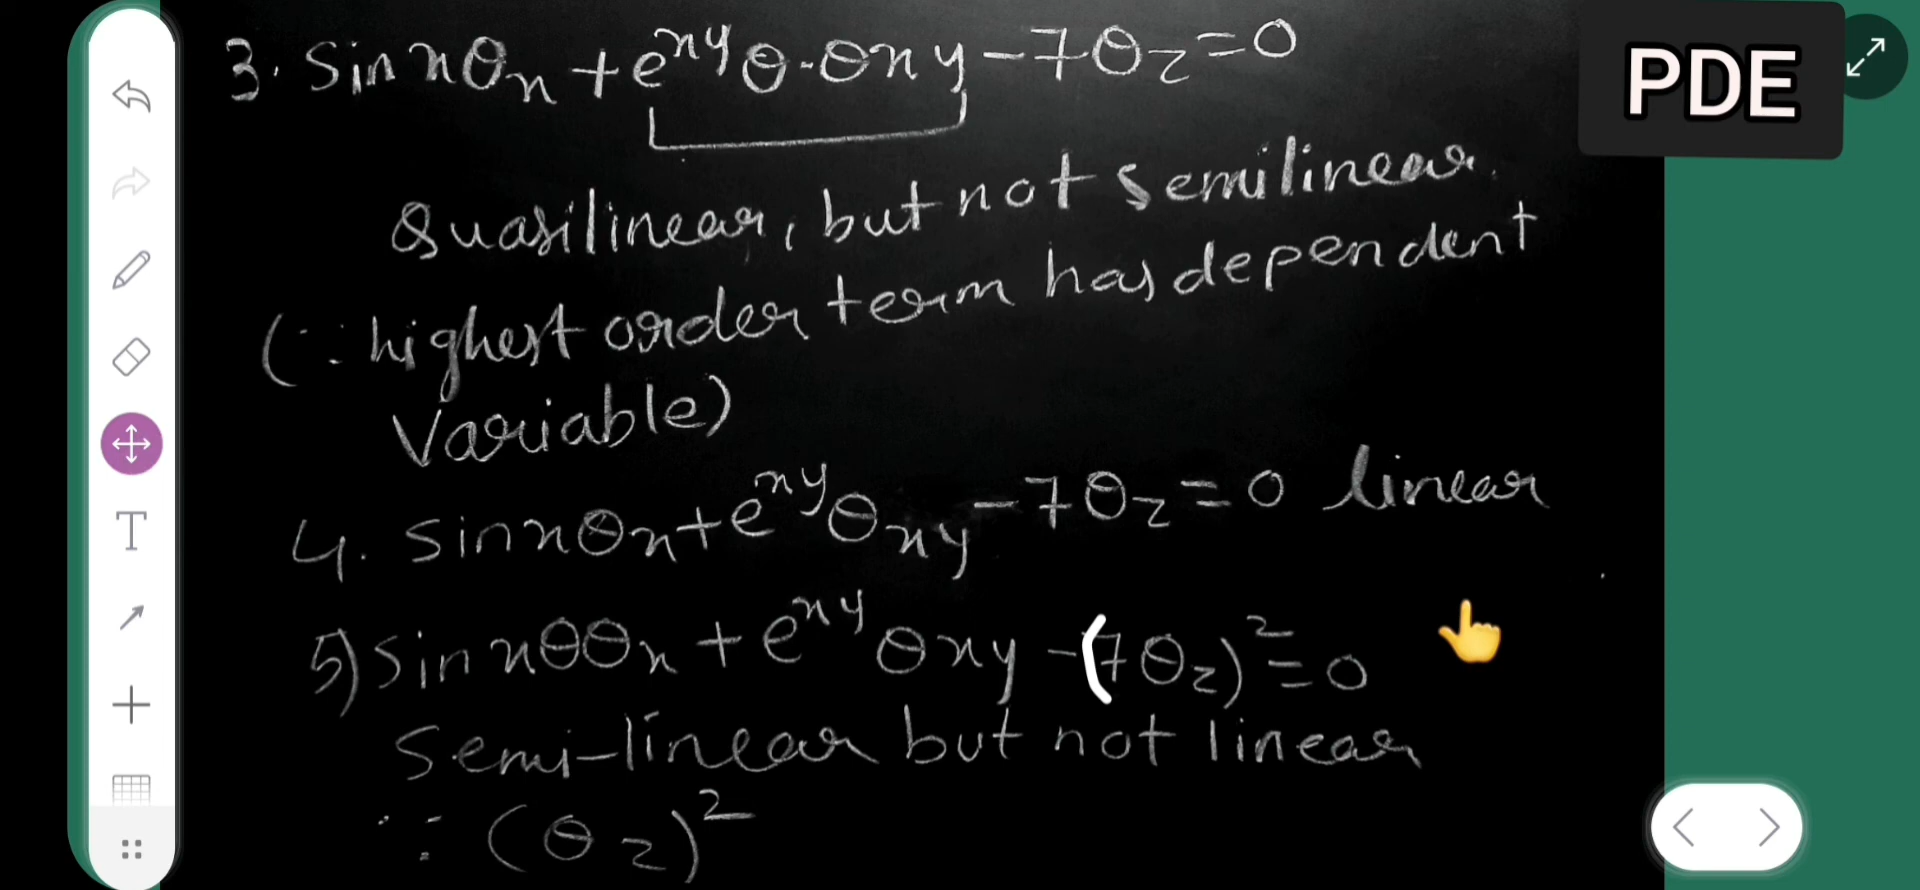 PDE
3. Sin xθₓ + e^{xy} θ·θxy - 7θz = 0
Quasilinear, but not semilinear.
(∵ highest order term has dependent
Variable)
4. sin xθₓ + e^{xy} θxy - 7θz = 0 linear
5) sin xθθₓ + e^{xy} θxy - (7θz)² = 0
Semi-linear but not linear
∵ (θz)²
T